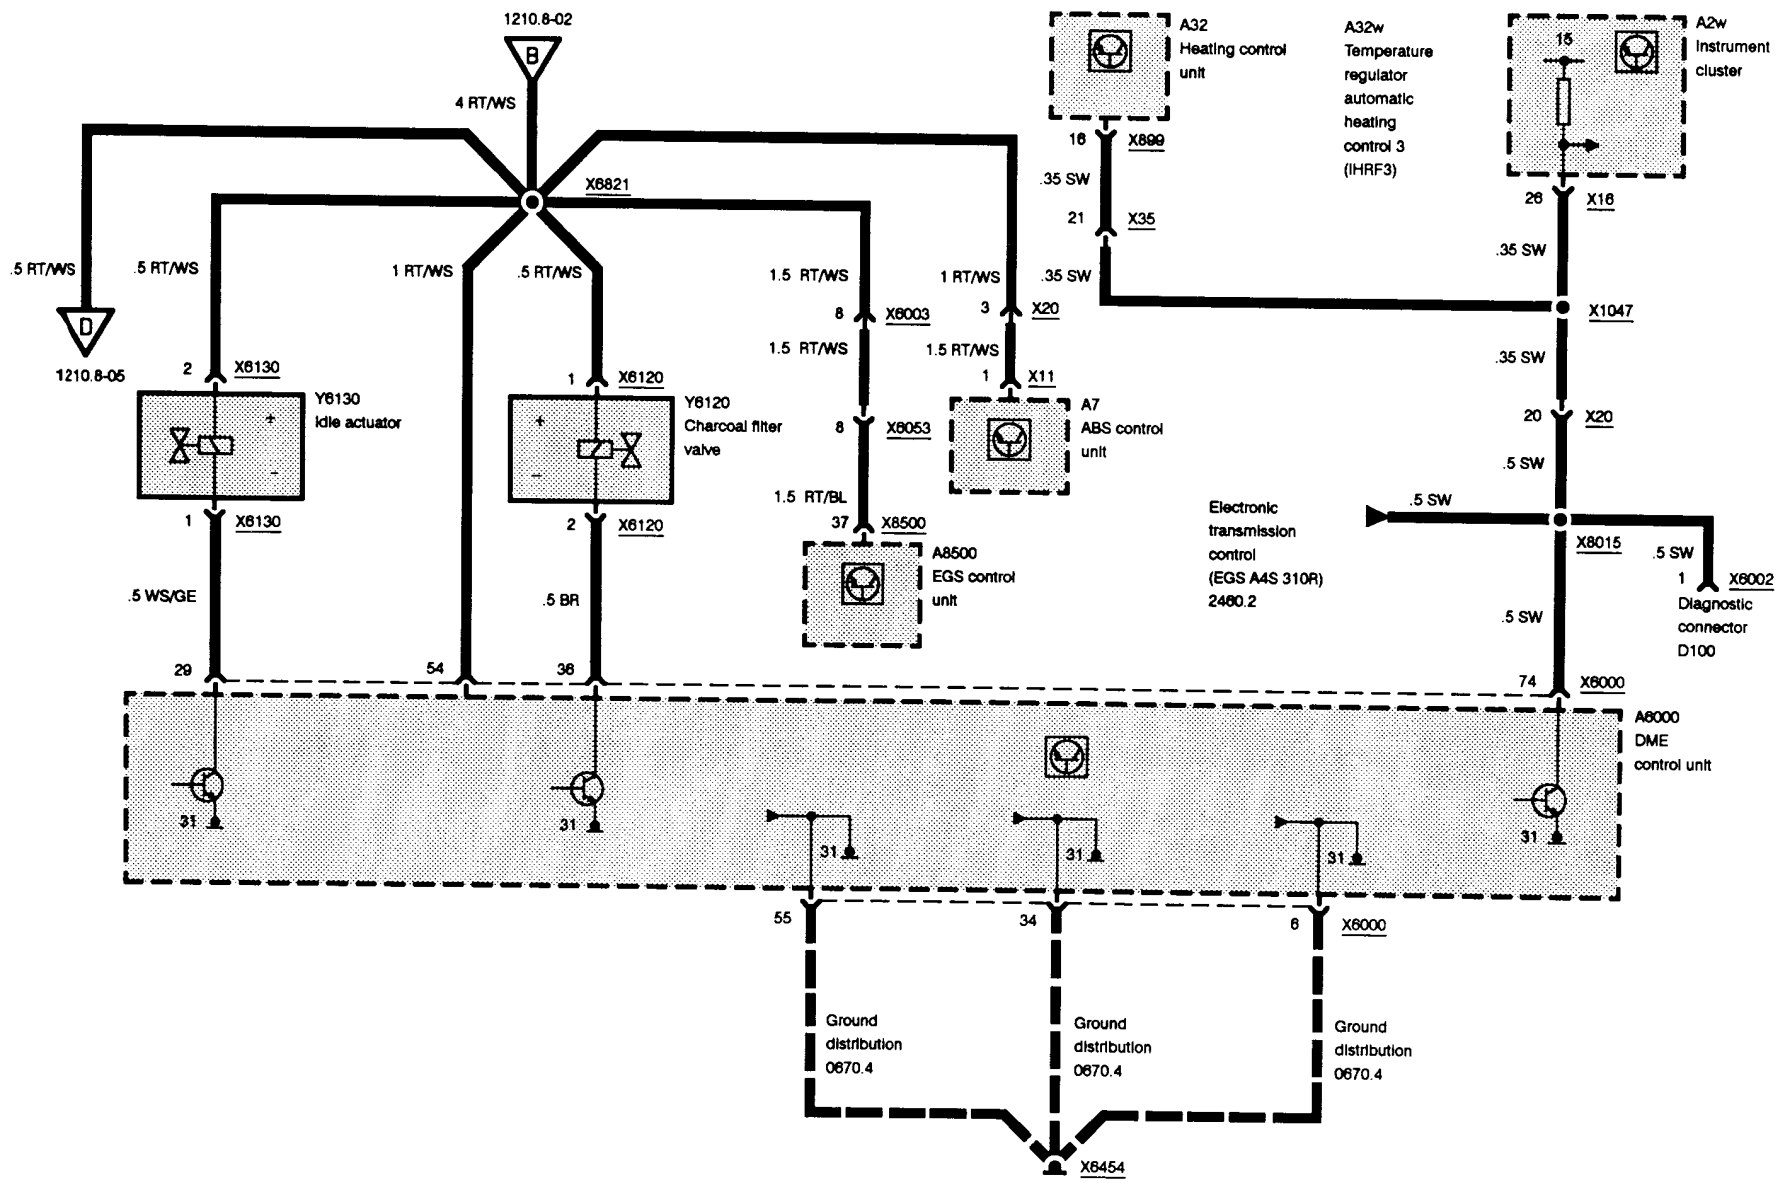 1210.8-02
B
4 RT/WS
X6821
.5 RT/WS
.5 RT/WS
1 RT/WS
.5 RT/WS
1.5 RT/WS
1 RT/WS
D
1210.8-05
8
X6003
3
X20
1.5 RT/WS
1.5 RT/WS
2
X6130
1
X6120
1
X11
Y6130
Idle actuator
+
-
Y6120
Charcoal filter
valve
+
-
8
X6053
A7
ABS control
unit
1.5 RT/BL
37
X8500
A8500
EGS control
unit
1
X6130
2
X6120
.5 WS/GE
.5 BR
A32
Heating control
unit
16
X899
.35 SW
21
X35
.35 SW
A32w
Temperature
regulator
automatic
heating
control 3
(IHRF3)
A2w
Instrument
cluster
15
26
X16
.35 SW
X1047
.35 SW
20
X20
.5 SW
.5 SW
Electronic
transmission
control
(EGS A4S 310R)
2460.2
X8015
.5 SW
1
X6002
Diagnostic
connector
D100
.5 SW
29
54
36
74
X6000
A6000
DME
control unit
31
31
31
31
31
31
55
34
6
X6000
Ground
distribution
0670.4
Ground
distribution
0670.4
Ground
distribution
0670.4
X6454